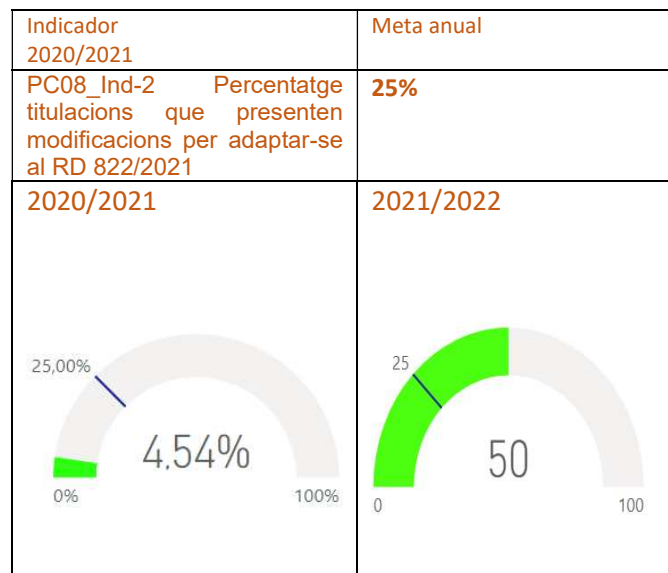 Indicador
2020/2021
Meta anual
PC08_Ind-2 Percentatge
titulacions que presenten
modificacions per adaptar-se
al RD 822/2021
25%
2020/2021
2021/2022
25,00%
4,54%
0%
100%
25
50
0
100